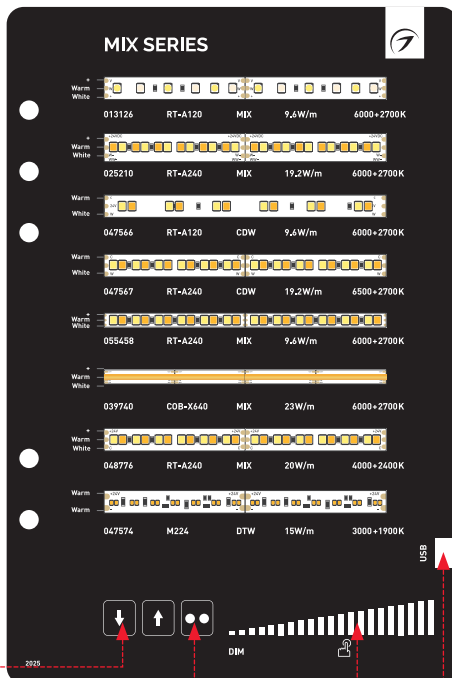 MIX SERIES
+
Warm
White
013126 RT-A120 MIX 9.6W/m 6000+2700K
+
Warm
White
025210 RT-A240 MIX 19.2W/m 6000+2700K
Warm
White
047566 RT-A120 CDW 9.6W/m 6000+2700K
Warm
White
047567 RT-A240 CDW 19.2W/m 6500+2700K
+
Warm
White
055458 RT-A240 MIX 9.6W/m 6000+2700K
+
Warm
White
039740 COB-X640 MIX 23W/m 6000+2700K
+
Warm
White
048776 RT-A240 MIX 20W/m 4000+2400K
Warm
Warm
047574 M224 DTW 15W/m 3000+1900K
USB
DIM
2025